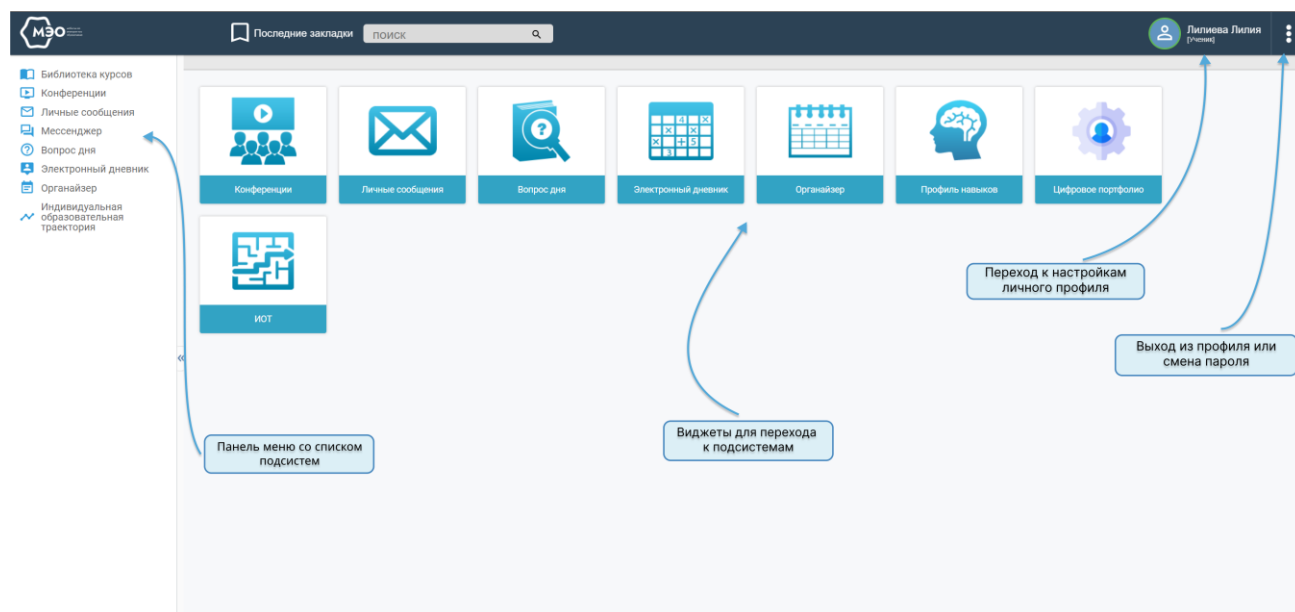 МЭО
Последние закладки
поиск
Лилиева Лилия
[Ученик]
Библиотека курсов
Конференции
Личные сообщения
Мессенджер
Вопрос дня
Электронный дневник
Органайзер
Индивидуальная
образовательная
траектория
Конференции
Личные сообщения
Вопрос дня
Электронный дневник
Органайзер
Профиль навыков
Цифровое портфолио
ИОТ
Переход к настройкам
личного профиля
Выход из профиля или
смена пароля
Виджеты для перехода
к подсистемам
Панель меню со списком
подсистем